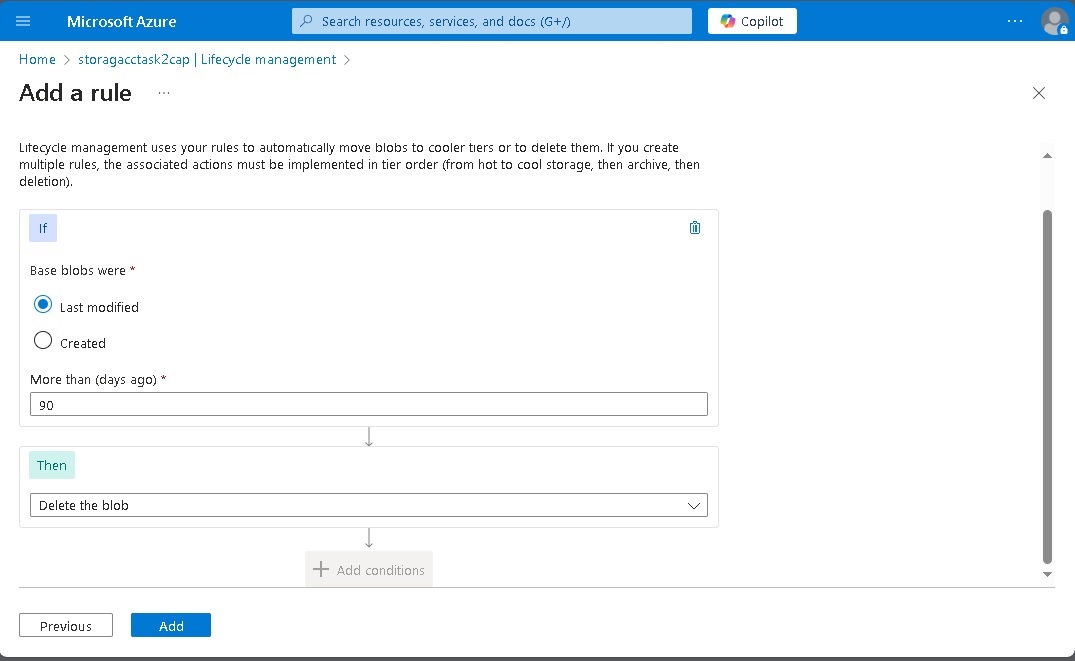 Microsoft Azure
Search resources, services, and docs (G+/)
Copilot
Home > storagacctask2cap | Lifecycle management >
Add a rule ...
Lifecycle management uses your rules to automatically move blobs to cooler tiers or to delete them. If you create
multiple rules, the associated actions must be implemented in tier order (from hot to cool storage, then archive, then
deletion).
If
Base blobs were *
Last modified
Created
More than (days ago) *
90
Then
Delete the blob
+ Add conditions
Previous
Add